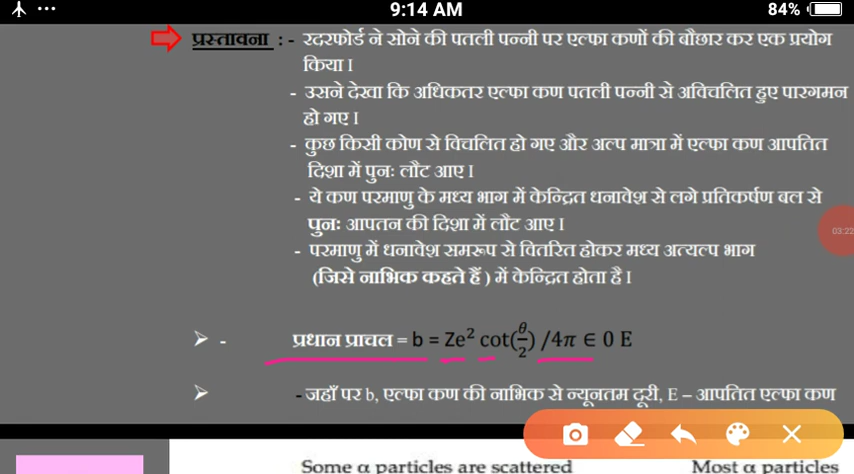 9:14 AM
84%
प्रस्तावना : - रदरफोर्ड ने सोने की पतली पन्नी पर एल्फा कणों की बौछार कर एक प्रयोग
किया I
- उसने देखा कि अधिकतर एल्फा कण पतली पन्नी से अविचलित हुए पारगमन
हो गए I
- कुछ किसी कोण से विचलित हो गए और अल्प मात्रा में एल्फा कण आपतित
दिशा में पुनः लौट आए I
- ये कण परमाणु के मध्य भाग में केन्द्रित धनावेश से लगे प्रतिकर्षण बल से
पुनः आपतन की दिशा में लौट आए I
- परमाणु में धनावेश समरूप से वितरित होकर मध्य अत्यल्प भाग
(जिसे नाभिक कहते हैं ) में केन्द्रित होता है I
03:22
- प्रधान प्राचल = b = Ze² cot(θ/2) /4π ∈ 0 E
- जहाँ पर b, एल्फा कण की नाभिक से न्यूनतम दूरी, E – आपतित एल्फा कण
Some α particles are scattered
Most α particles